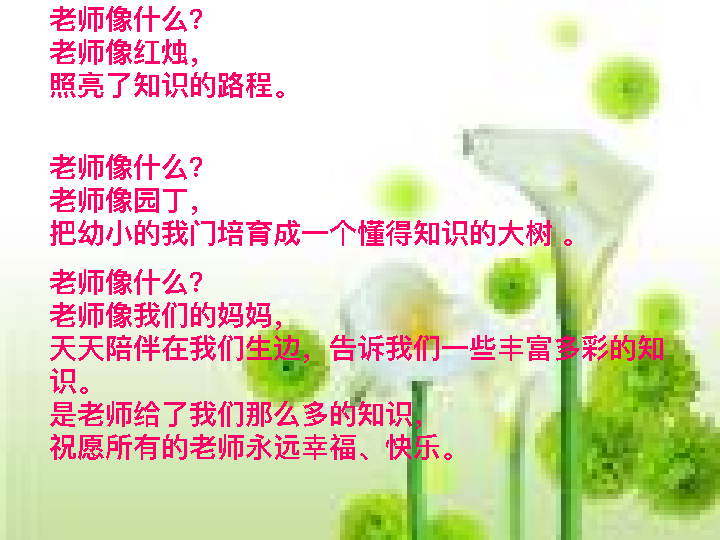 老师像什么？
老师像红烛，
照亮了知识的路程。
老师像什么？
老师像园丁，
把幼小的我门培育成一个懂得知识的大树 。
老师像什么？
老师像我们的妈妈，
天天陪伴在我们生边，告诉我们一些丰富多彩的知
识。
是老师给了我们那么多的知识，
祝愿所有的老师永远幸福、快乐。